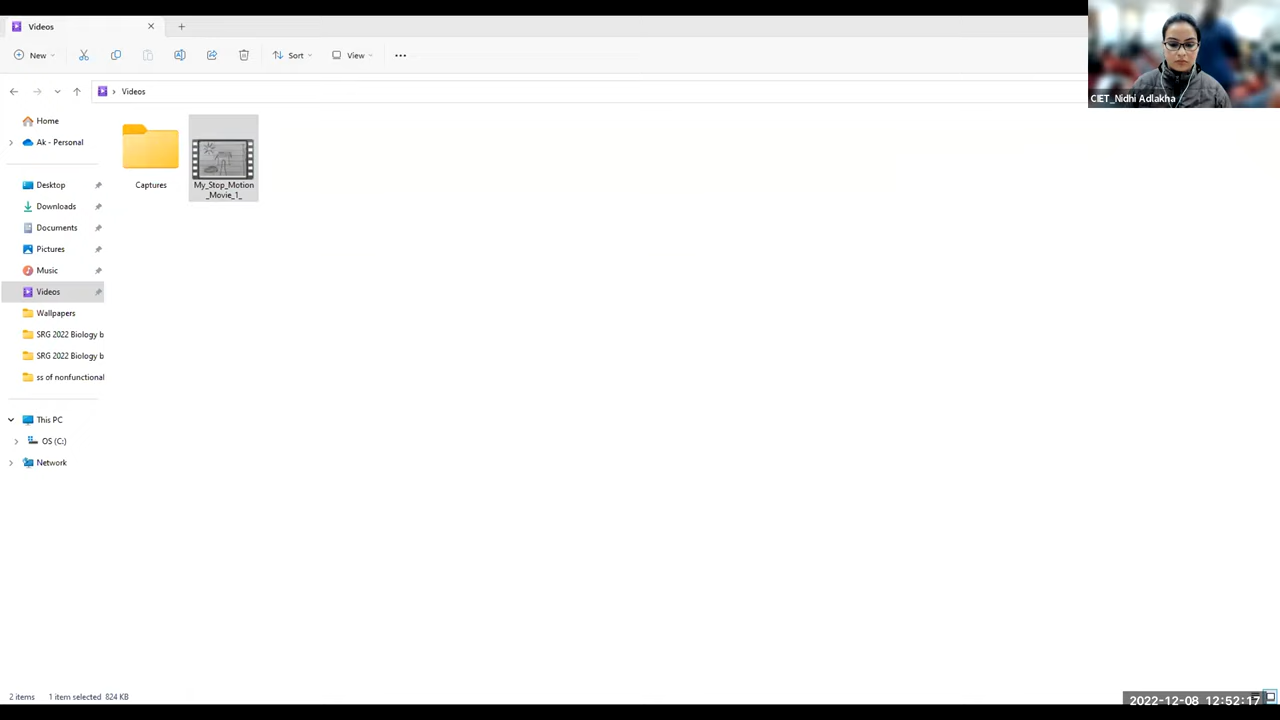 Videos
New
Sort
View
Videos
CIET_Nidhi Adlakha
Home
Ak - Personal
Desktop
Downloads
Documents
Pictures
Music
Videos
Wallpapers
SRG 2022 Biology b
SRG 2022 Biology b
ss of nonfunctional
This PC
OS (C:)
Network
Captures
My_Stop_Motion
_Movie_1_
2 items 1 item selected 824 KB
2022-12-08 12:52:17